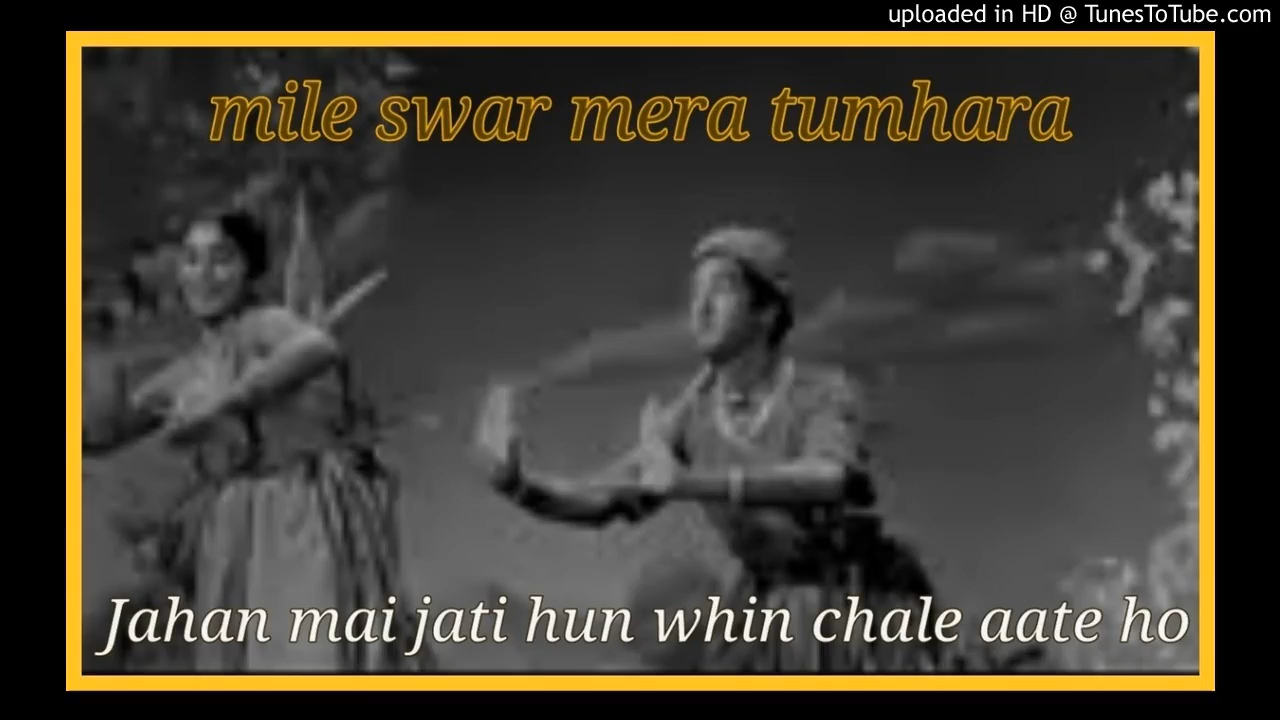 uploaded in HD @ TunesToTube.com
mile swar mera tumhara
Jahan mai jati hun whin chale aate ho